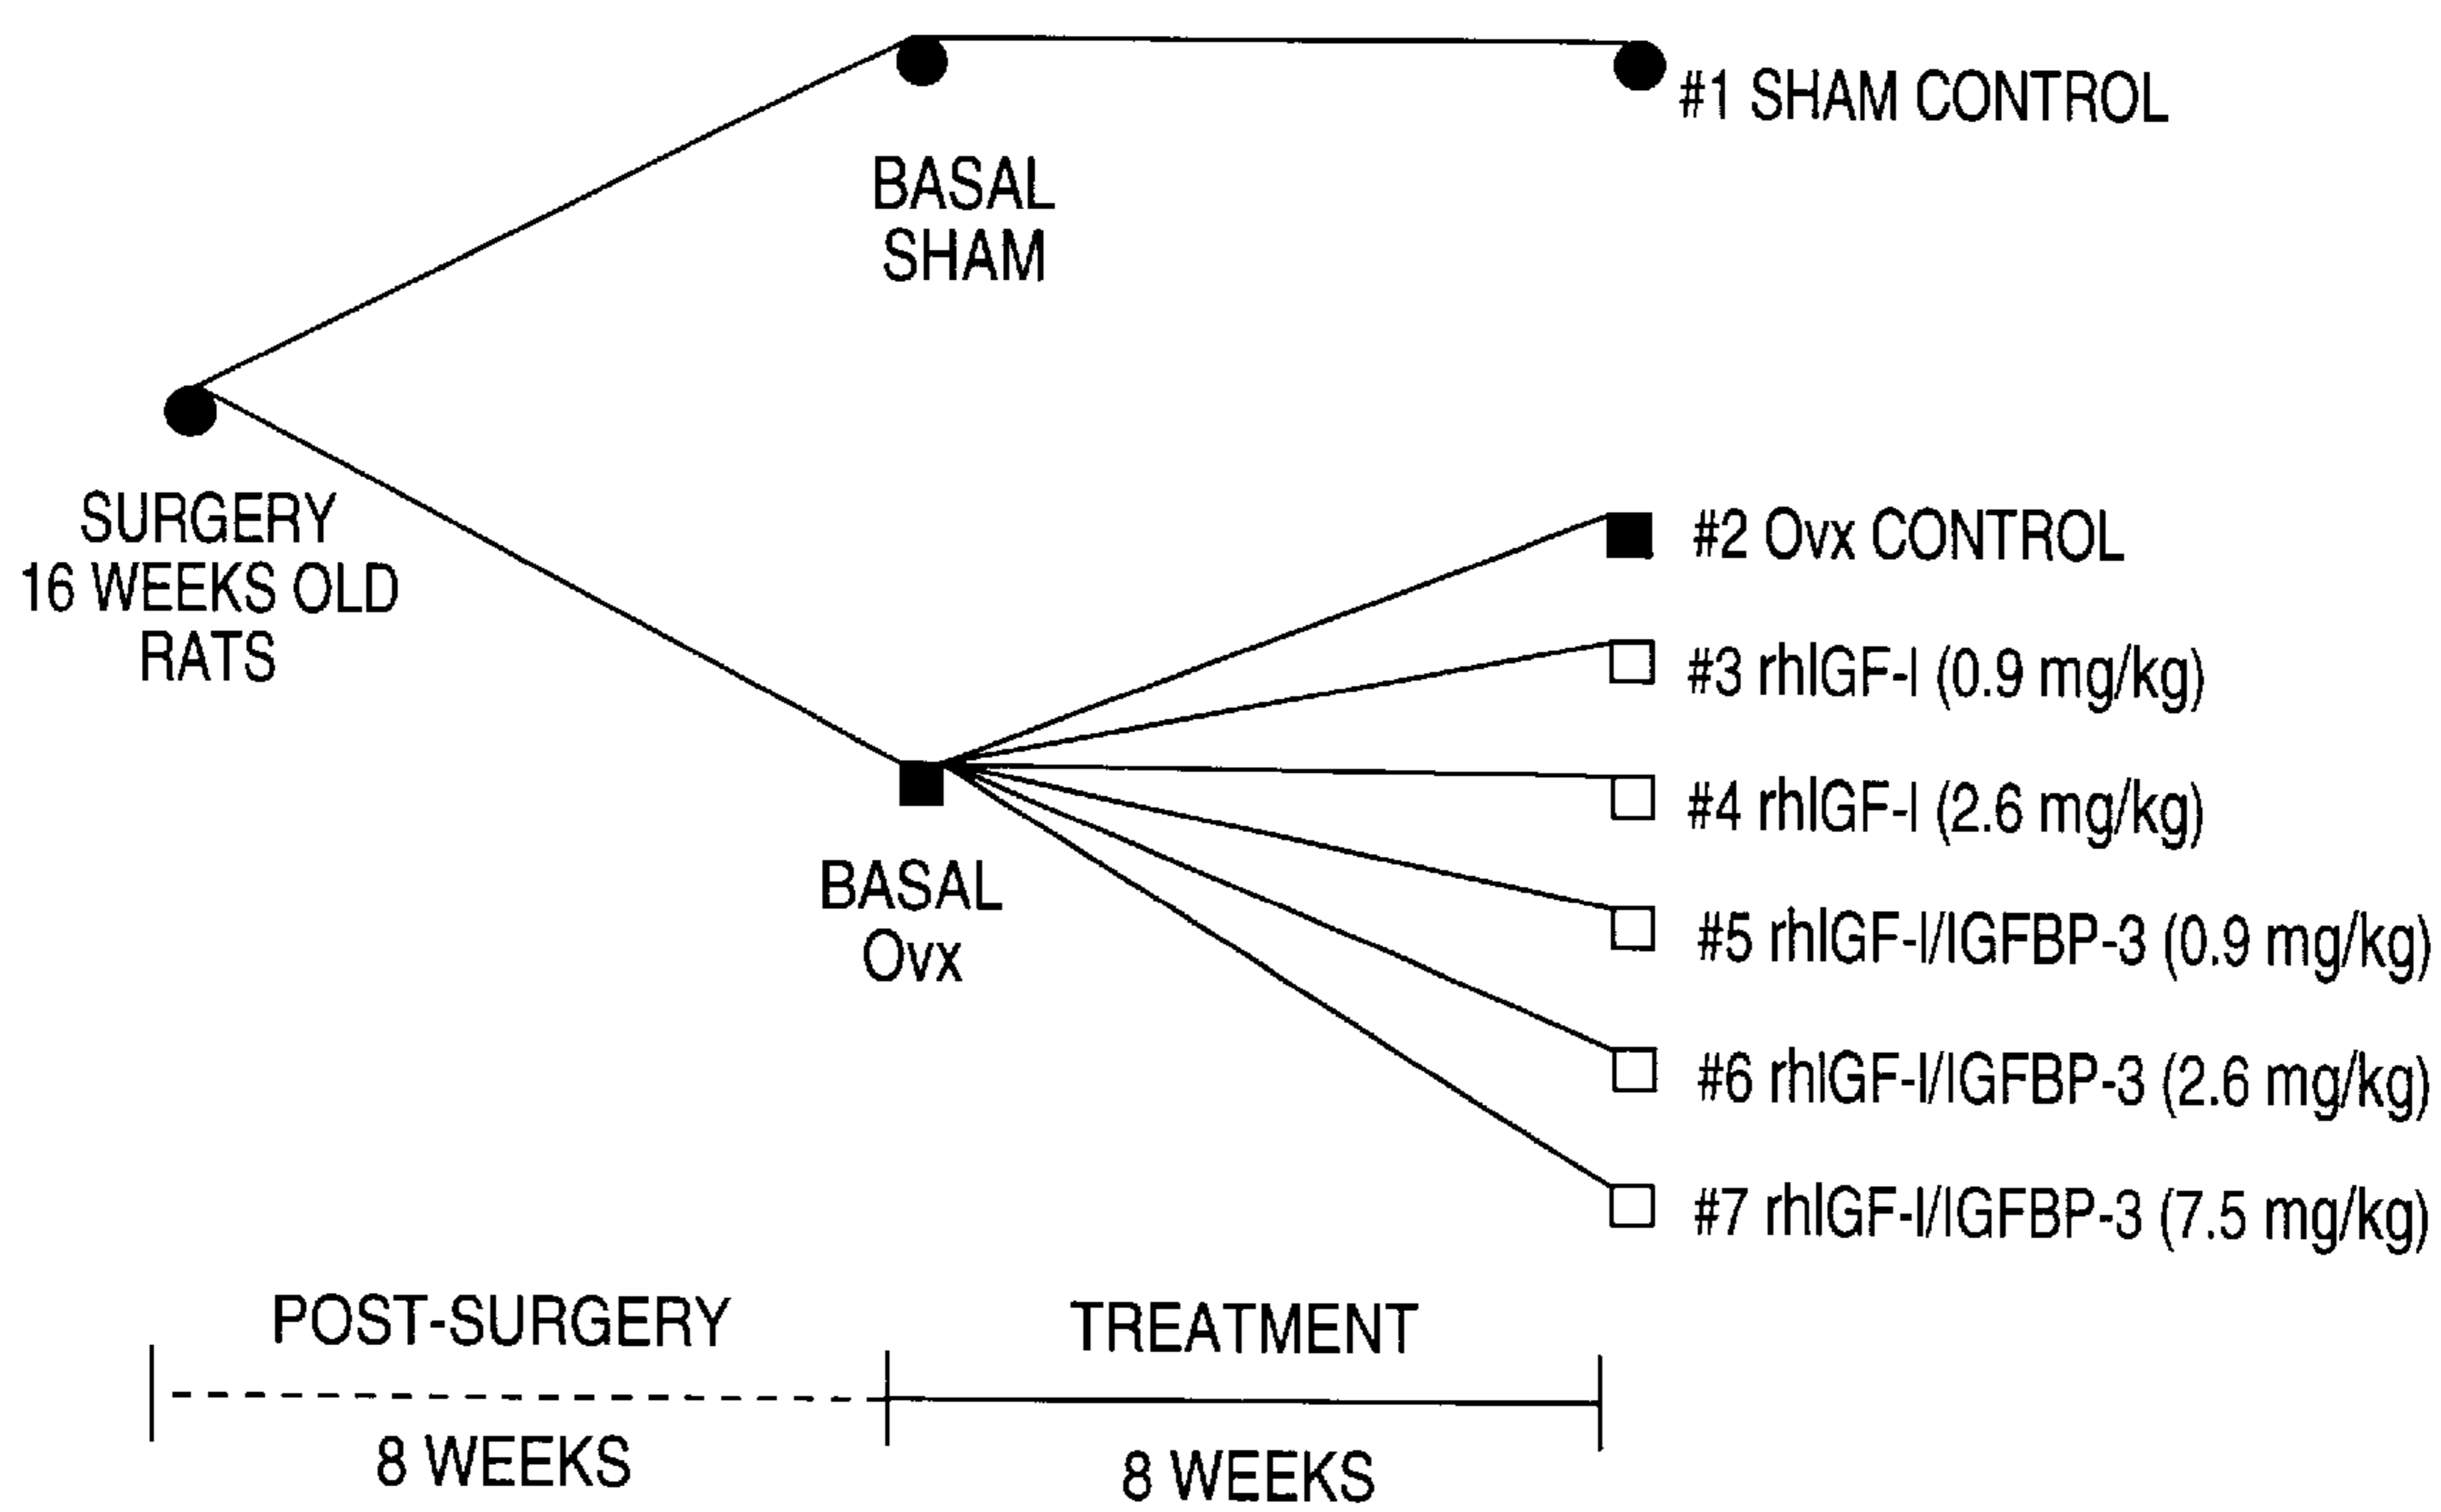 #1 SHAM CONTROL
BASAL
SHAM
SURGERY
16 WEEKS OLD
RATS
#2 Ovx CONTROL
#3 rhIGF-I (0.9 mg/kg)
#4 rhIGF-I (2.6 mg/kg)
BASAL
Ovx
#5 rhIGF-I/IGFBP-3 (0.9 mg/kg)
#6 rhIGF-I/IGFBP-3 (2.6 mg/kg)
#7 rhIGF-I/IGFBP-3 (7.5 mg/kg)
POST-SURGERY
TREATMENT
8 WEEKS
8 WEEKS